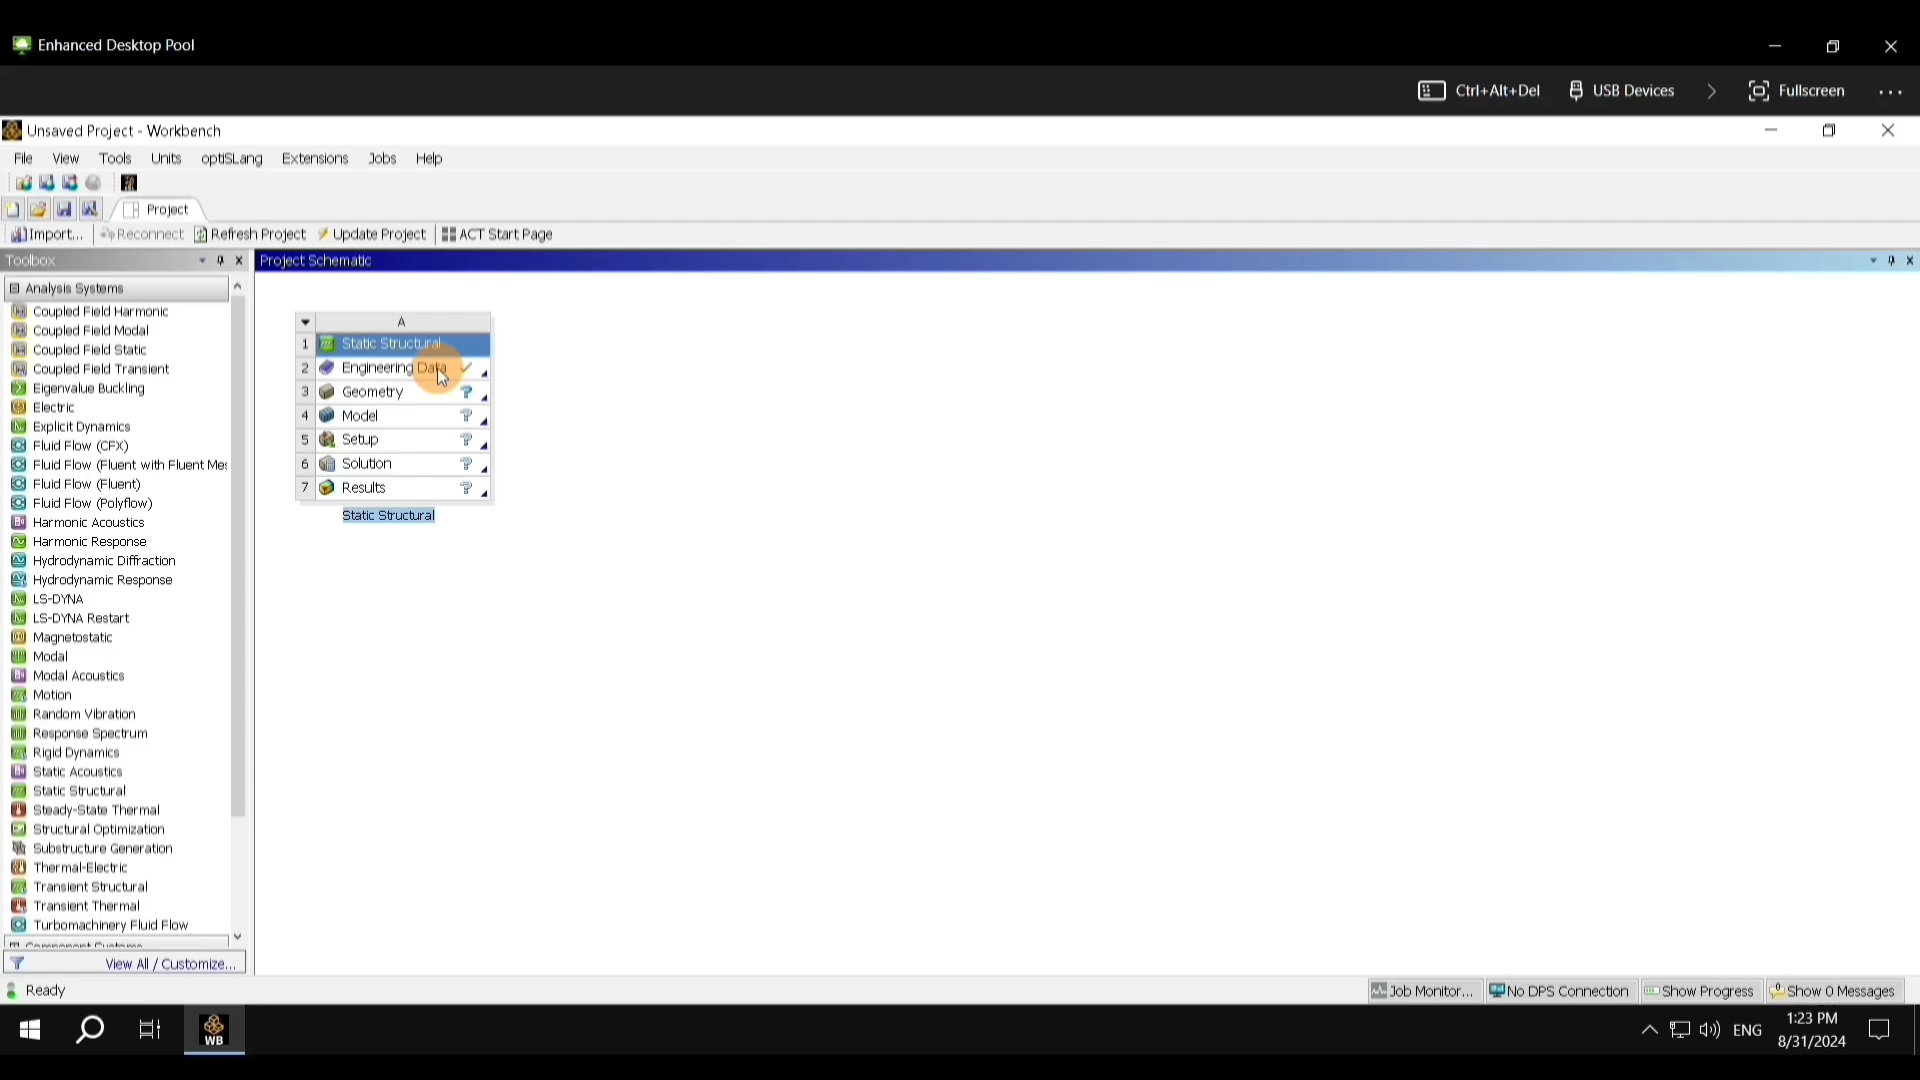 Enhanced Desktop Pool
Ctrl+Alt+Del USB Devices Fullscreen
Unsaved Project - Workbench
File View Tools Units optiSLang Extensions Jobs Help
Project
Import... Reconnect Refresh Project Update Project ACT Start Page
Toolbox
Project Schematic
Analysis Systems
Coupled Field Harmonic
Coupled Field Modal
Coupled Field Static
Coupled Field Transient
Eigenvalue Buckling
Electric
Explicit Dynamics
Fluid Flow (CFX)
Fluid Flow (Fluent with Fluent Mes
Fluid Flow (Fluent)
Fluid Flow (Polyflow)
Harmonic Acoustics
Harmonic Response
Hydrodynamic Diffraction
Hydrodynamic Response
LS-DYNA
LS-DYNA Restart
Magnetostatic
Modal
Modal Acoustics
Motion
Random Vibration
Response Spectrum
Rigid Dynamics
Static Acoustics
Static Structural
Steady-State Thermal
Structural Optimization
Substructure Generation
Thermal-Electric
Transient Structural
Transient Thermal
Turbomachinery Fluid Flow
View All / Customize...
A
1 Static Structural
2 Engineering Data
3 Geometry ?
4 Model ?
5 Setup ?
6 Solution ?
7 Results ?
Static Structural
Ready
Job Monitor... No DPS Connection Show Progress 0 Show 0 Messages
WB
ENG
1:23 PM
8/31/2024